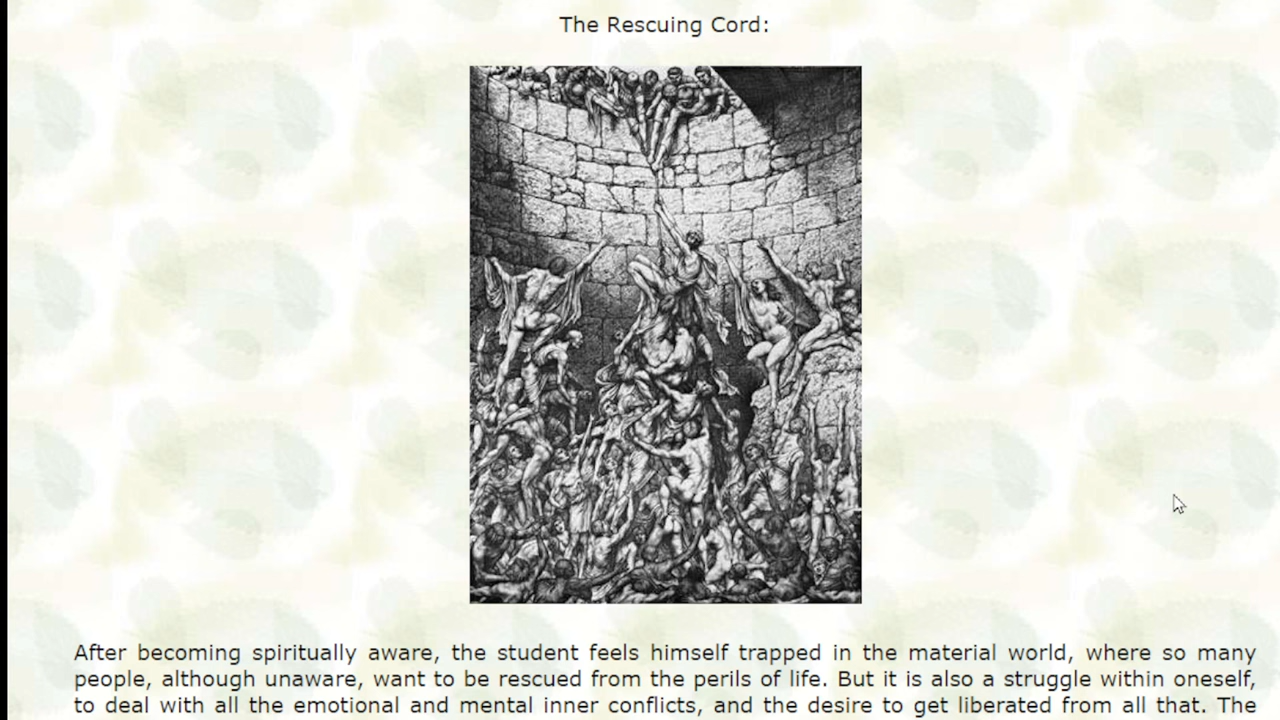 The Rescuing Cord:
After becoming spiritually aware, the student feels himself trapped in the material world, where so many
people, although unaware, want to be rescued from the perils of life. But it is also a struggle within oneself,
to deal with all the emotional and mental inner conflicts, and the desire to get liberated from all that. The